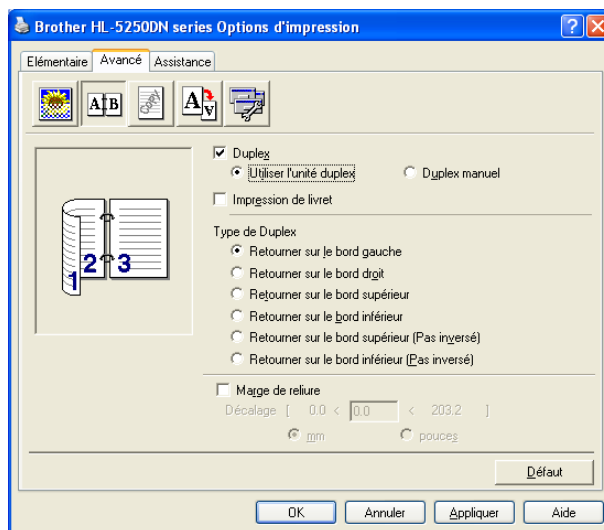 Brother HL-5250DN series Options d'impression
Elémentaire Avancé Assistance
A B
A A
Duplex
Utiliser l'unité duplex Duplex manuel
Impression de livret
1 2 3
Type de Duplex
Retourner sur le bord gauche
Retourner sur le bord droit
Retourner sur le bord supérieur
Retourner sur le bord inférieur
Retourner sur le bord supérieur (Pas inversé)
Retourner sur le bord inférieur (Pas inversé)
Marge de reliure
Décalage [ 0.0 < 0.0 < 203.2 ]
mm pouces
Défaut
OK Annuler Appliquer Aide